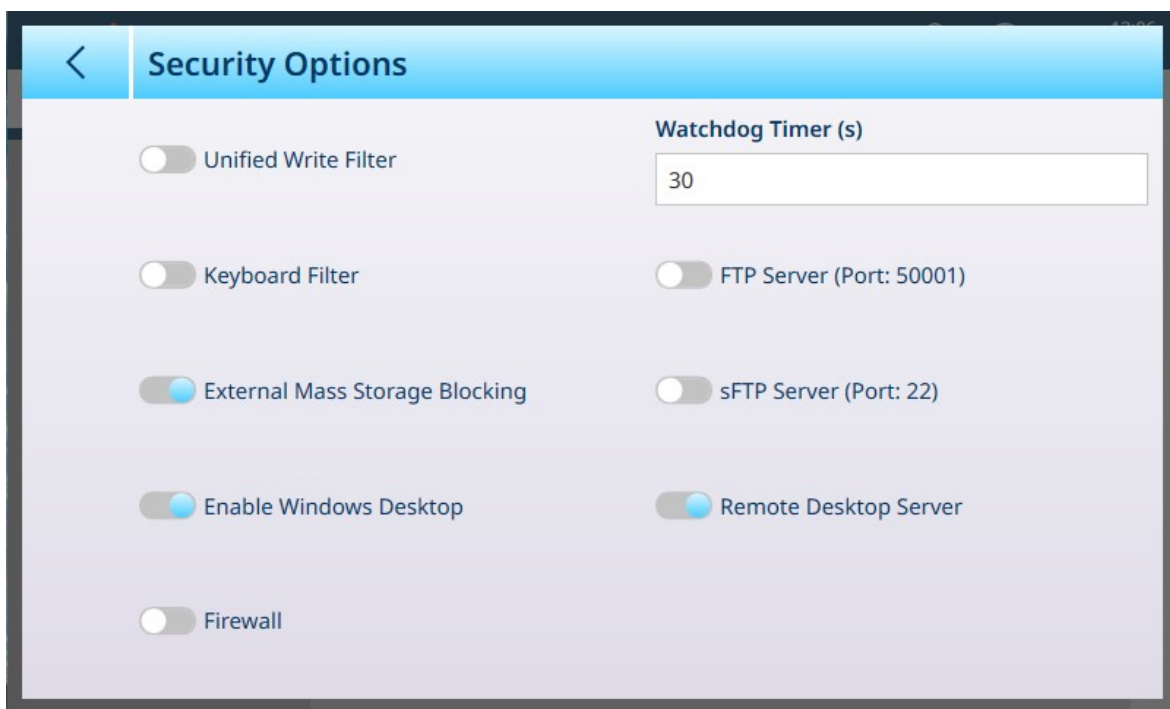 Security Options
Watchdog Timer (s)
Unified Write Filter
30
Keyboard Filter
FTP Server (Port: 50001)
External Mass Storage Blocking
sFTP Server (Port: 22)
Enable Windows Desktop
Remote Desktop Server
Firewall